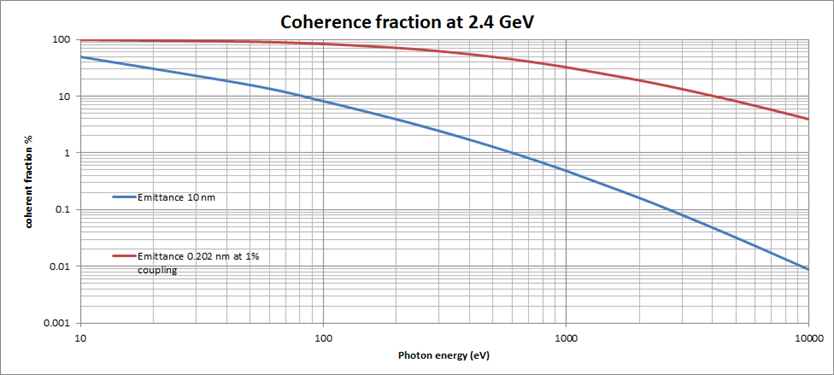 Coherence fraction at 2.4 GeV
100
10
1
0.1
0.01
0.001
coherent fraction %
Emittance 10 nm
Emittance 0.202 nm at 1%
coupling
10
100
1000
10000
Photon energy (eV)